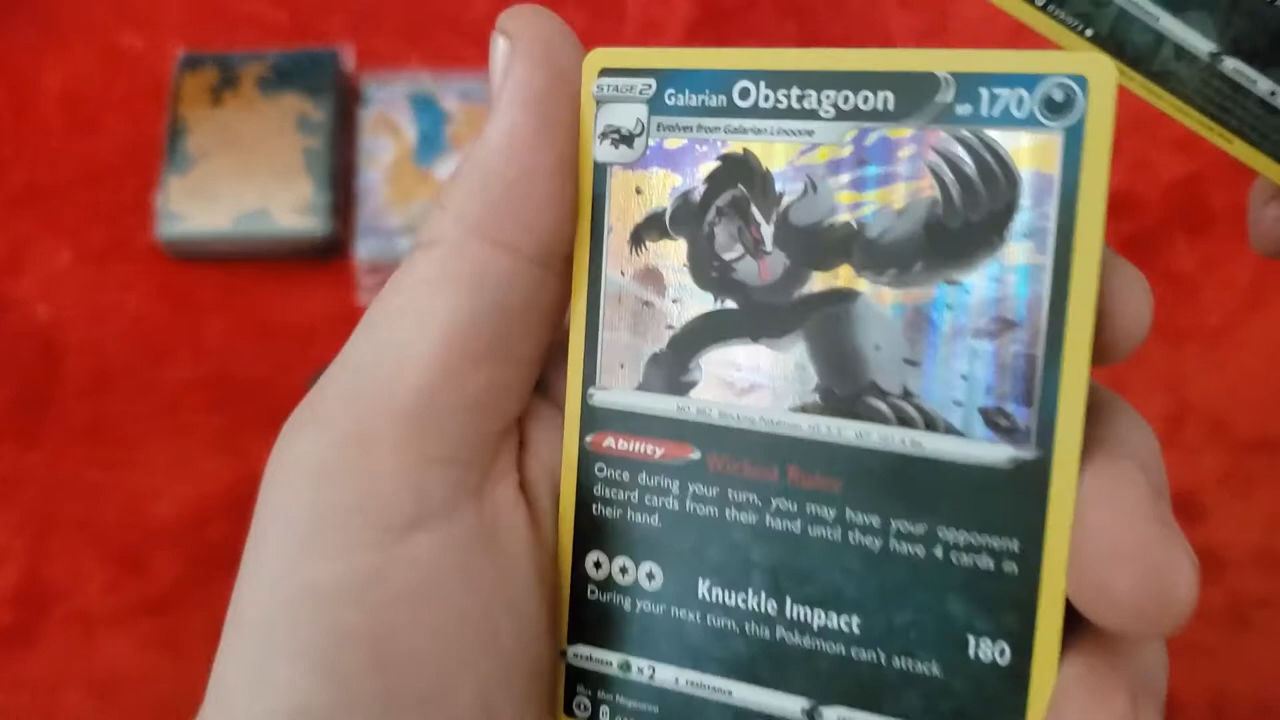 STAGE 2
Galarian Obstagoon
HP 170
Evolves from Galarian Linoone
Ability
Wicked Ruler
Once during your turn, you may have your opponent
discard cards from their hand until they have 4 cards in
their hand.
Knuckle Impact
180
During your next turn, this Pokémon can't attack.
weakness ×2
resistance